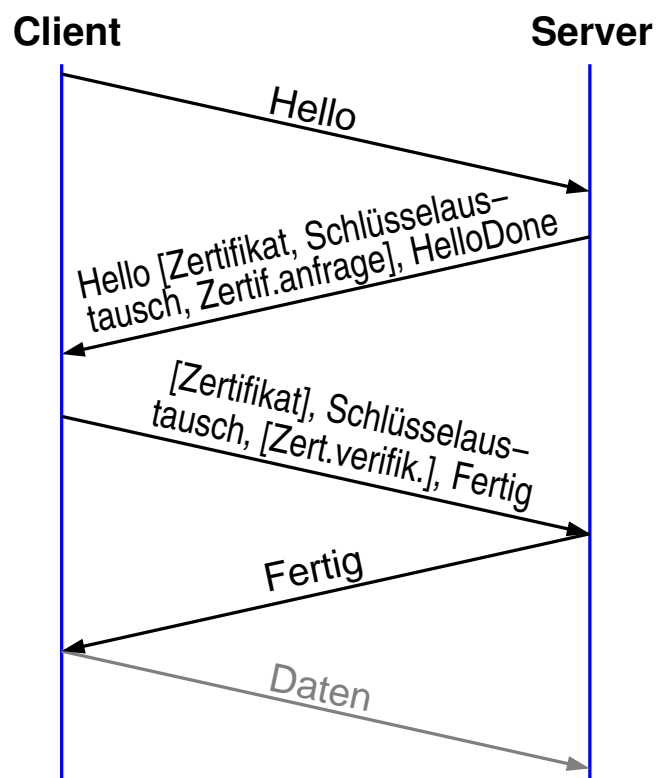 Client
Server
Hello
Hello [Zertifikat, Schlüsselaus–
tausch, Zertif.anfrage], HelloDone
[Zertifikat], Schlüsselaus–
tausch, [Zert.verifik.], Fertig
Fertig
Daten